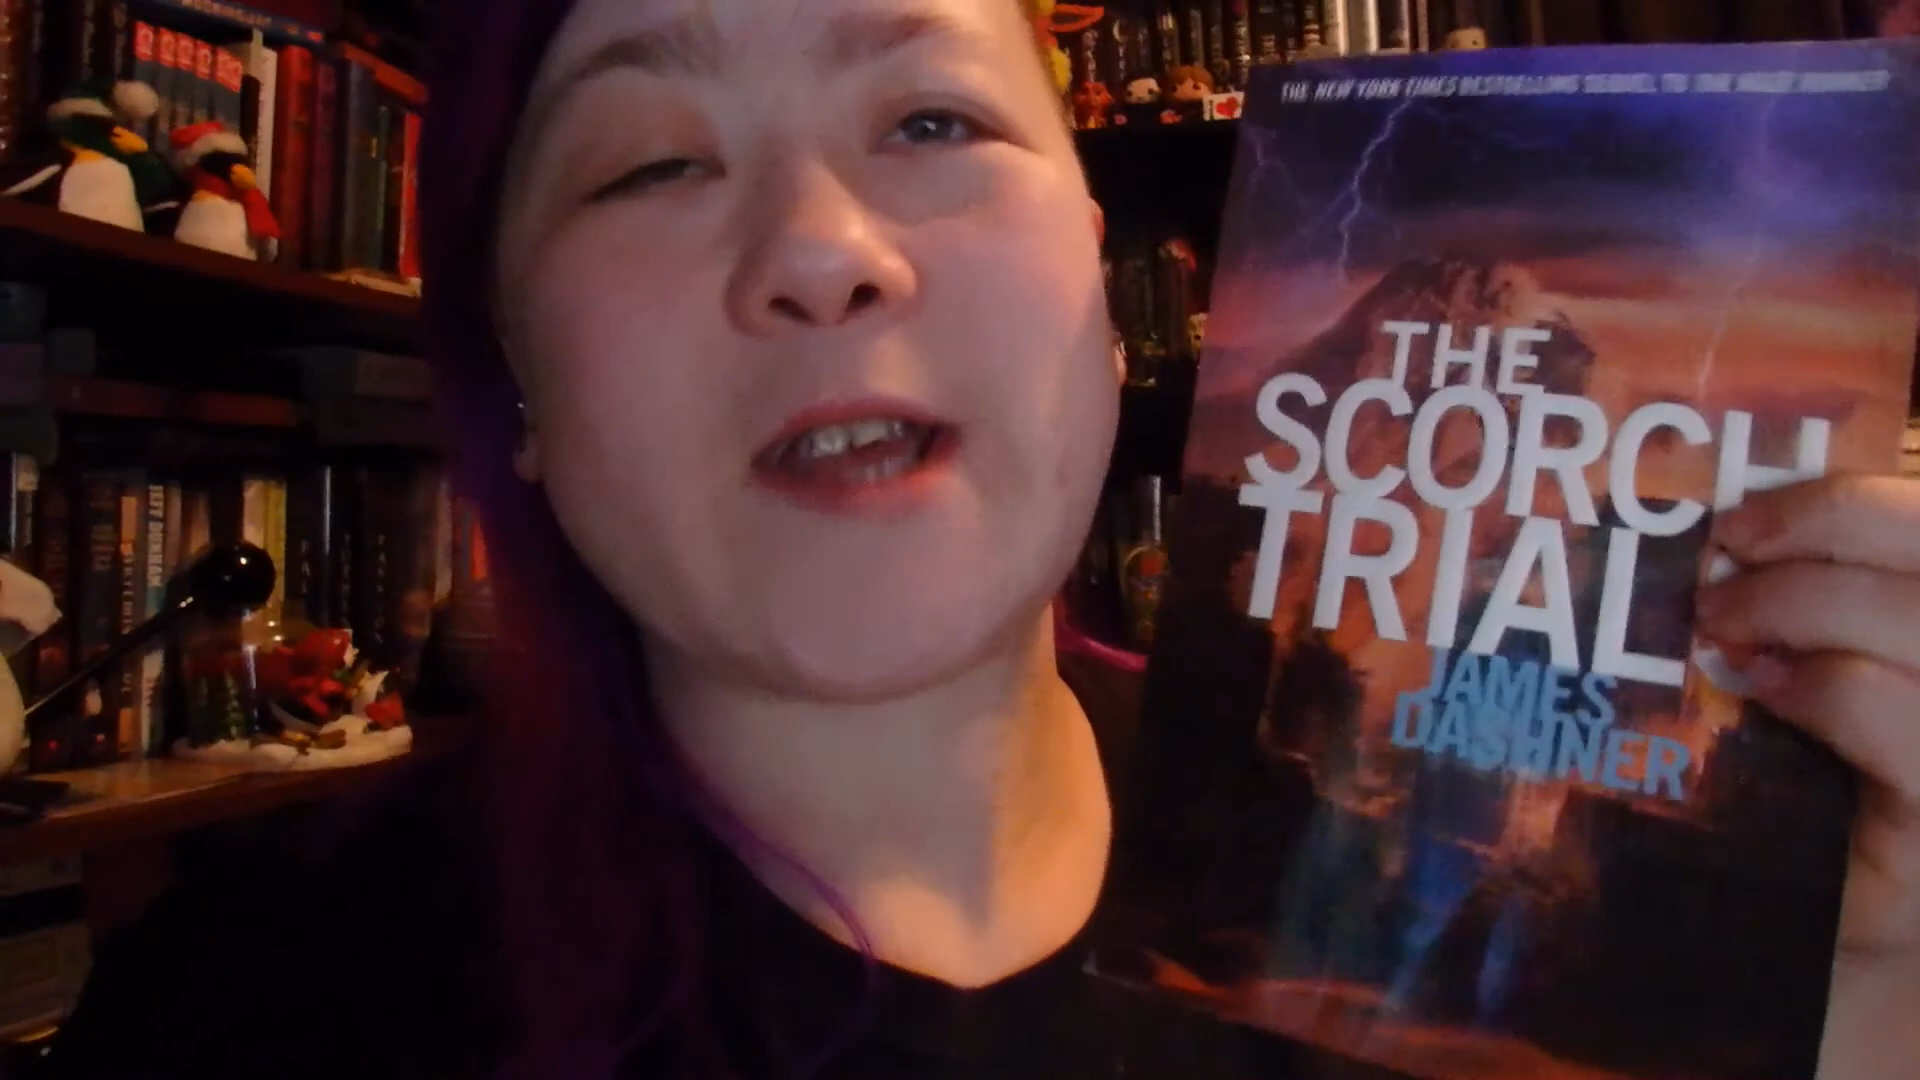 THE NEW YORK TIMES BESTSELLING SEQUEL TO THE MAZE RUNNER
THE
SCORCH
TRIAL
JAMES
DASHNER